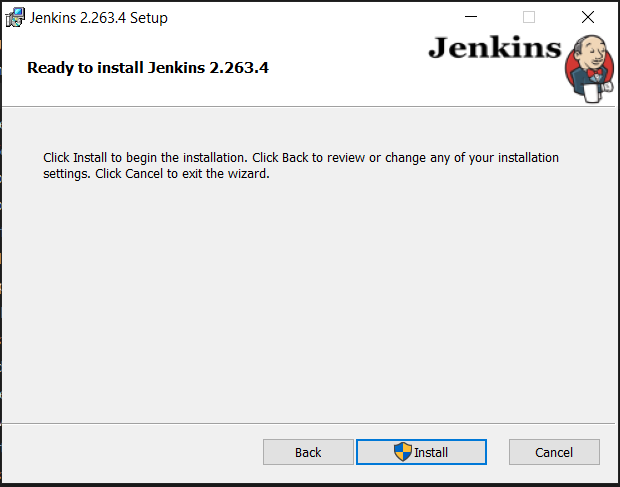 Jenkins 2.263.4 Setup
Jenkins
Ready to install Jenkins 2.263.4
Click Install to begin the installation. Click Back to review or change any of your installation
settings. Click Cancel to exit the wizard.
Back
Install
Cancel